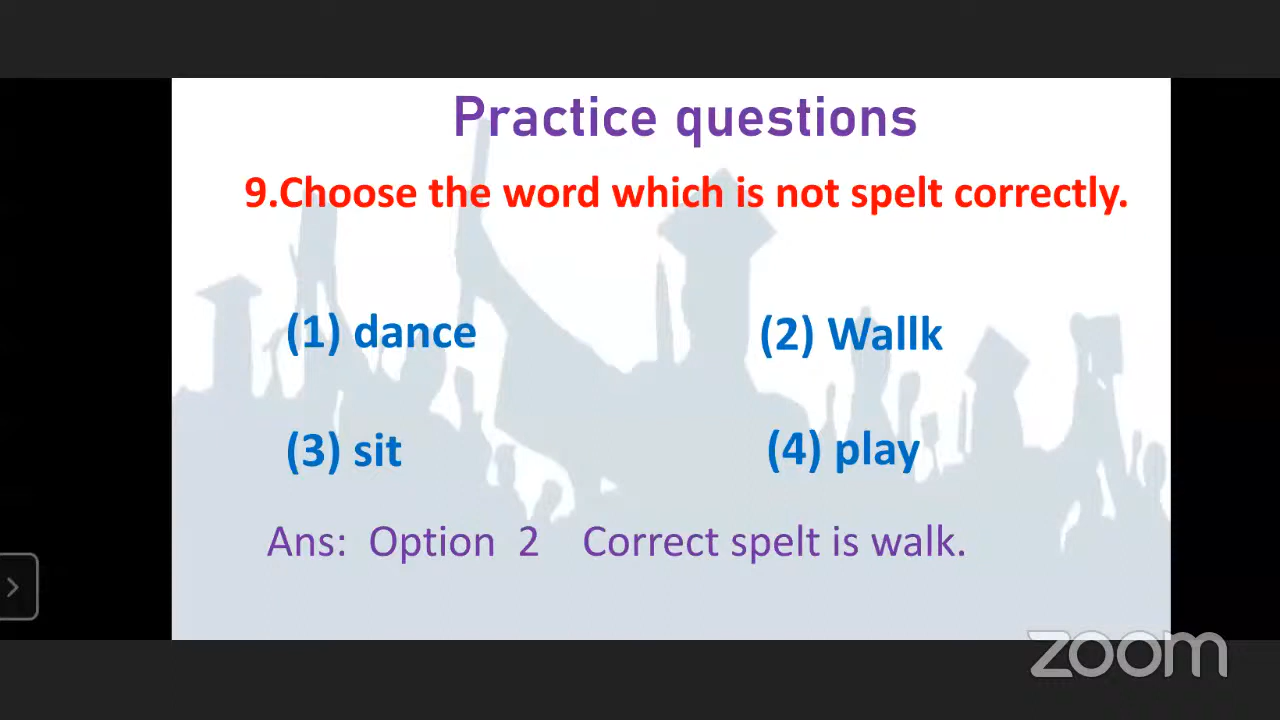 Practice questions
9.Choose the word which is not spelt correctly.
(1) dance (2) Wallk
(3) sit (4) play
Ans: Option 2 Correct spelt is walk.
zoom